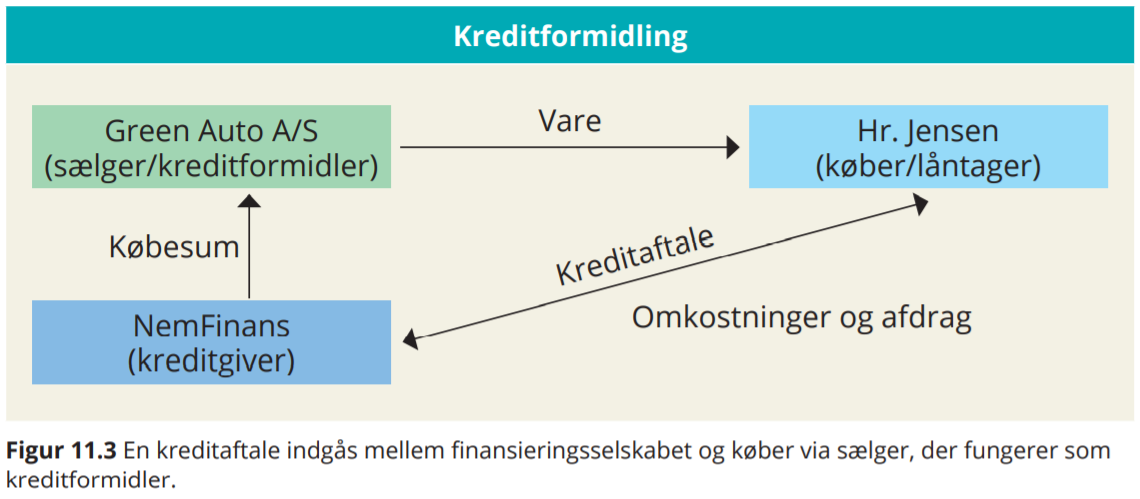 Kreditformidling
Green Auto A/S
(sælger/kreditformidler)
Vare
Hr. Jensen
(køber/låntager)
Købesum
Kreditaftale
NemFinans
(kreditgiver)
Omkostninger og afdrag
Figur 11.3 En kreditaftale indgås mellem finansieringsselskabet og køber via sælger, der fungerer som
kreditformidler.